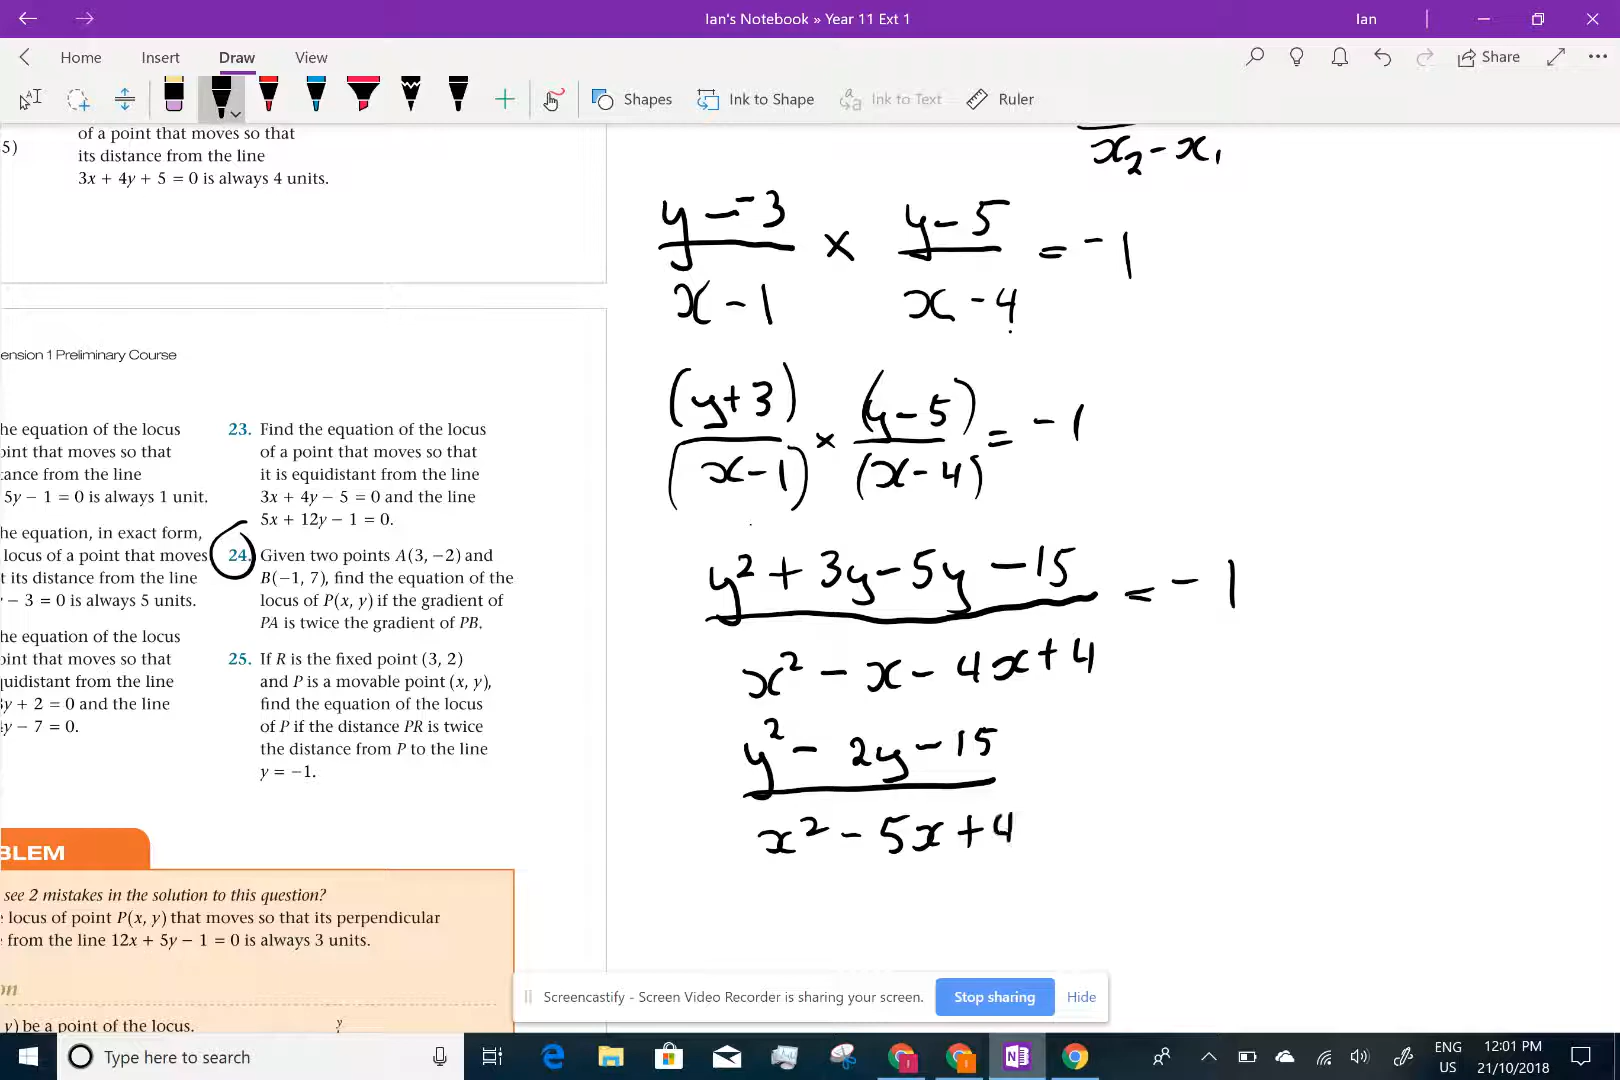 Ian's Notebook » Year 11 Ext 1
Ian
Home Insert Draw View
Share
Shapes Ink to Shape Ink to Text Ruler
5)
of a point that moves so that
its distance from the line
3x + 4y + 5 = 0 is always 4 units.
ension 1 Preliminary Course
he equation of the locus
oint that moves so that
tance from the line
5y − 1 = 0 is always 1 unit.
he equation, in exact form,
locus of a point that moves
t its distance from the line
− 3 = 0 is always 5 units.
he equation of the locus
oint that moves so that
quidistant from the line
y + 2 = 0 and the line
y − 7 = 0.
23. Find the equation of the locus
of a point that moves so that
it is equidistant from the line
3x + 4y − 5 = 0 and the line
5x + 12y − 1 = 0.
24. Given two points A(3, −2) and
B(−1, 7), find the equation of the
locus of P(x, y) if the gradient of
PA is twice the gradient of PB.
25. If R is the fixed point (3, 2)
and P is a movable point (x, y),
find the equation of the locus
of P if the distance PR is twice
the distance from P to the line
y = −1.
BLEM
see 2 mistakes in the solution to this question?
locus of point P(x, y) that moves so that its perpendicular
from the line 12x + 5y − 1 = 0 is always 3 units.
on
y) be a point of the locus.
y
x₂ − x₁
y − ⁻3 y − 5
× = ⁻1
x − 1 x − 4
(y + 3) (y − 5)
× = −1
(x − 1) (x − 4)
y² + 3y − 5y − 15
= −1
x² − x − 4x + 4
y² − 2y − 15
x² − 5x + 4
Screencastify - Screen Video Recorder is sharing your screen. Stop sharing Hide
Type here to search
ENG
US
12:01 PM
21/10/2018